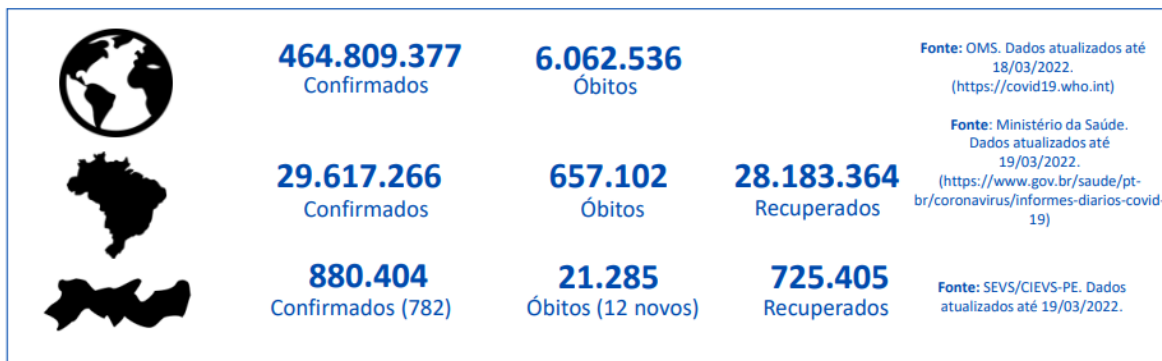 464.809.377
Confirmados
6.062.536
Óbitos
Fonte: OMS. Dados atualizados até
18/03/2022.
(https://covid19.who.int)
29.617.266
Confirmados
657.102
Óbitos
28.183.364
Recuperados
Fonte: Ministério da Saúde.
Dados atualizados até
19/03/2022.
(https://www.gov.br/saude/pt-
br/coronavirus/informes-diarios-covid-
19)
880.404
Confirmados (782)
21.285
Óbitos (12 novos)
725.405
Recuperados
Fonte: SEVS/CIEVS-PE. Dados
atualizados até 19/03/2022.